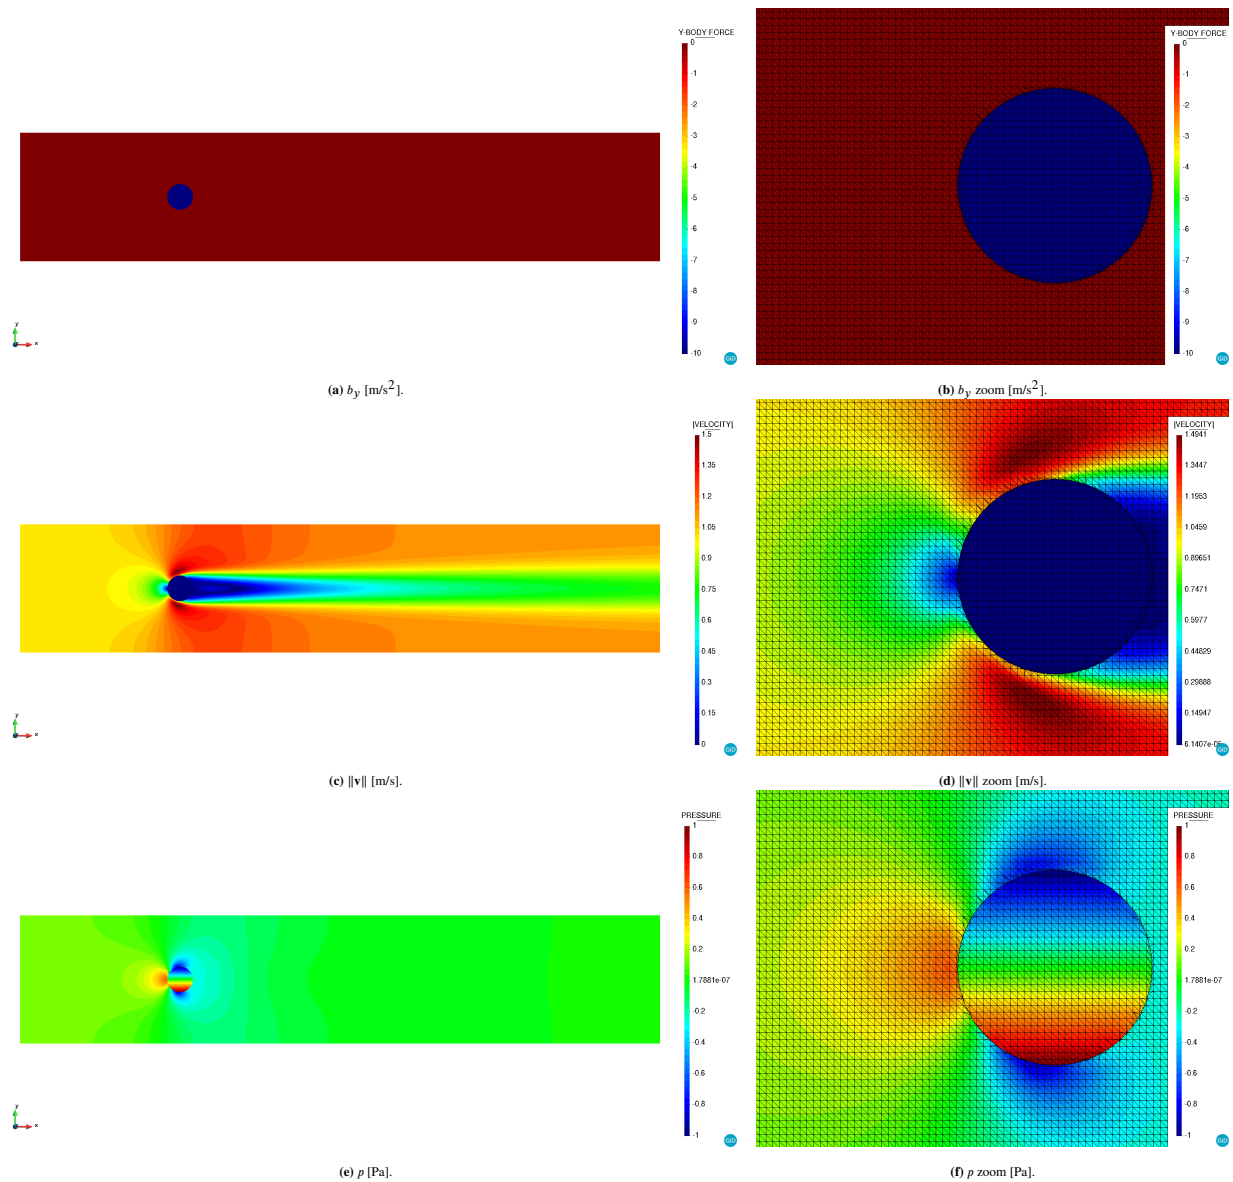 Y-BODY FORCE
0
-1
-2
-3
-4
-5
-6
-7
-8
-9
-10
y
x
GiD
(a) b_y [m/s²].
Y-BODY FORCE
0
-1
-2
-3
-4
-5
-6
-7
-8
-9
-10
GiD
(b) b_y zoom [m/s²].
|VELOCITY|
1.5
1.35
1.2
1.05
0.9
0.75
0.6
0.45
0.3
0.15
0
y
x
GiD
(c) ‖v‖ [m/s].
|VELOCITY|
1.4941
1.3447
1.1953
1.0459
0.89651
0.7471
0.5977
0.44829
0.29888
0.14947
GiD
(d) ‖v‖ zoom [m/s].
PRESSURE
1
0.8
0.6
0.4
0.2
1.7881e-07
-0.2
-0.4
-0.6
-0.8
-1
y
x
GiD
(e) p [Pa].
PRESSURE
1
0.8
0.6
0.4
0.2
1.7881e-07
-0.2
-0.4
-0.6
-0.8
-1
GiD
(f) p zoom [Pa].